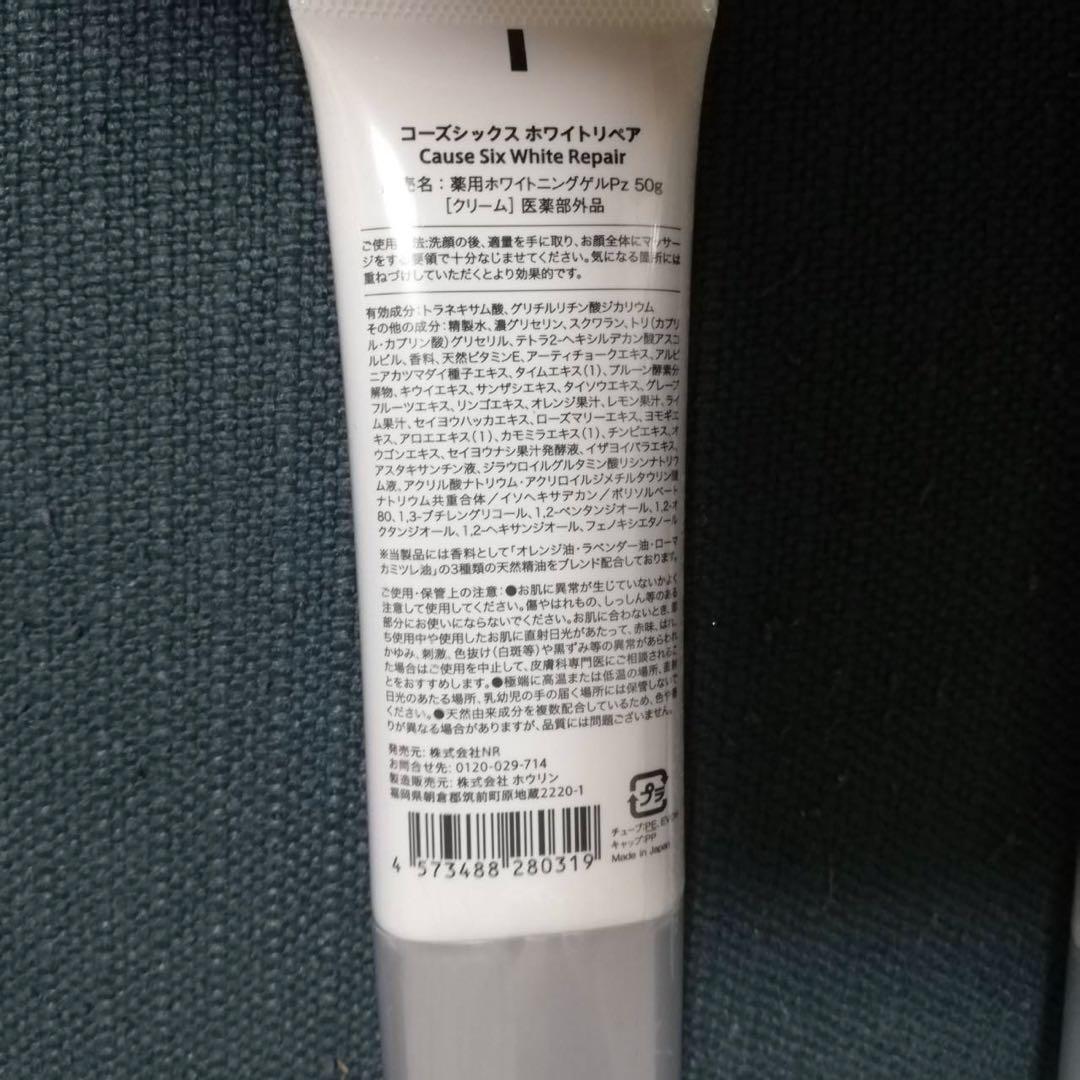 コーズシックス ホワイトリペア
Cause Six White Repair
売名：薬用ホワイトニングゲルPz 50g
［クリーム］医薬部外品
ご使用 法:洗顔の後、適量を手に取り、お顔全体にマッサー
ジをする要領で十分なじませてください。気になる箇所には
重ねづけしていただくとより効果的です。
有効成分：トラネキサム酸、グリチルリチン酸ジカリウム
その他の成分：精製水、濃グリセリン、スクワラン、トリ（カプリ
ル・カプリン酸）グリセリル、テトラ2-ヘキシルデカン酸アスコ
ルビル、香料、天然ビタミンE、アーティチョークエキス、アルピ
ニアカツマダイ種子エキス、タイムエキス（1）、プルーン酵素分
解物、キウイエキス、サンザシエキス、タイソウエキス、グレープ
フルーツエキス、リンゴエキス、オレンジ果汁、レモン果汁、ライ
ム果汁、セイヨウハッカエキス、ローズマリーエキス、ヨモギエ
キス、アロエエキス（1）、カモミラエキス（1）、チンピエキス、オ
ウゴンエキス、セイヨウナシ果汁発酵液、イザヨイバラエキス、
アスタキサンチン液、ジラウロイルグルタミン酸リシンナトリウ
ム液、アクリル酸ナトリウム・アクリロイルジメチルタウリン酸
ナトリウム共重合体／イソヘキサデカン／ポリソルベート
80、1,3-ブチレングリコール、1,2-ペンタンジオール、1,2-オ
クタンジオール、1,2-ヘキサンジオール、フェノキシエタノール
※当製品には香料として「オレンジ油・ラベンダー油・ローマ
カミツレ油」の3種類の天然精油をブレンド配合しております。
ご使用・保管上の注意：●お肌に異常が生じていないかよく
注意して使用してください。傷やはれもの、しっしん等のある
部分にお使いにならないでください。お肌に合わないとき、即
ち使用中や使用したお肌に直射日光があたって、赤味、はれ、
かゆみ、刺激、色抜け（白斑等）や黒ずみ等の異常があらわれ
た場合はご使用を中止して、皮膚科専門医にご相談されるこ
とをおすすめします。●極端に高温または低温の場所、直射
日光のあたる場所、乳幼児の手の届く場所には保管しないで
ください。●天然由来成分を複数配合しているため、色や香
りが異なる場合がありますが、品質には問題ございません。
発売元：株式会社NR
お問合せ先：0120-029-714
製造販売元：株式会社 ホウリン
福岡県朝倉郡筑前町原地蔵2220-1
プラ
チューブ:PE,
キャップ:PP
Made in Japan
4 573488 280319